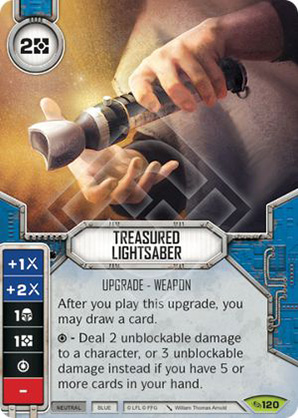 2
TREASURED
LIGHTSABER
UPGRADE - WEAPON
+1
+2
1
1
-
After you play this upgrade, you
may draw a card.
- Deal 2 unblockable damage
to a character, or 3 unblockable
damage instead if you have 5 or
more cards in your hand.
NEUTRAL
BLUE
© LFL © FFG
William Thomas Arnold
120